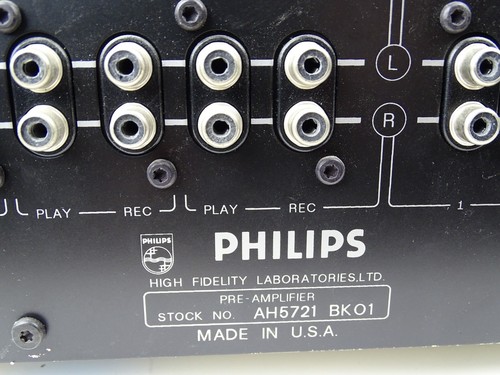 L
R
PLAY REC PLAY REC 1
PHILIPS PHILIPS
HIGH FIDELITY LABORATORIES, LTD.
PRE-AMPLIFIER
STOCK NO. AH5721 BK01
MADE IN U.S.A.